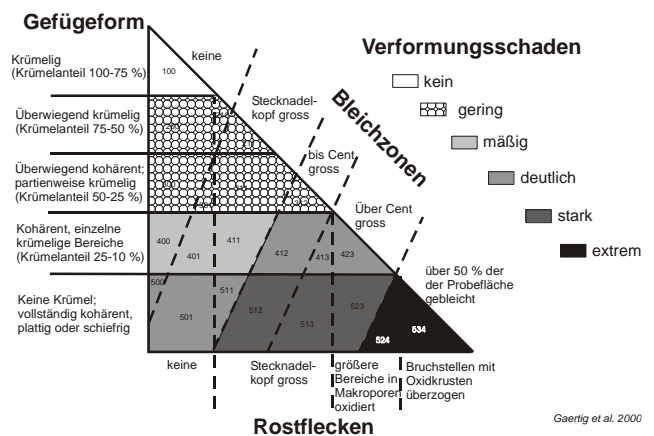 Gefügeform
Verformungsschaden
kein
gering
mäßig
deutlich
stark
extrem
Krümelig
(Krümelanteil 100-75 %)
Überwiegend krümelig
(Krümelanteil 75-50 %)
Überwiegend kohärent;
partienweise krümelig
(Krümelanteil 50-25 %)
Kohärent, einzelne
krümelige Bereiche
(Krümelanteil 25-10 %)
Keine Krümel;
vollständig kohärent,
plattig oder schiefrig
Bleichzonen
keine
Stecknadel-
kopf gross
bis Cent
gross
Über Cent
gross
über 50 % der
der Probefläche
gebleicht
100
400
401
411
412
413
423
500
501
511
512
513
523
524
534
keine
Stecknadel-
kopf gross
größere
Bereiche in
Makroporen
oxidiert
Bruchstellen mit
Oxidkrusten
überzogen
Rostflecken
Gaertig et al. 2000